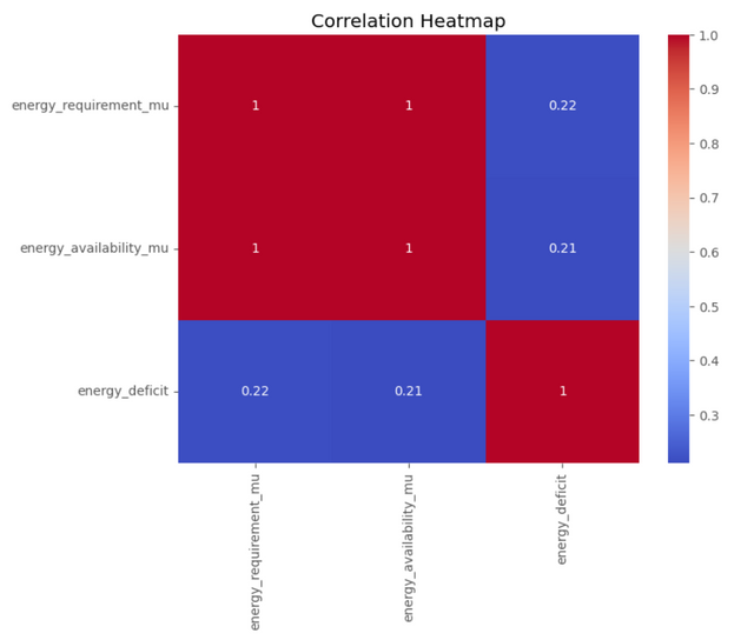 Correlation Heatmap
energy_requirement_mu
1
1
0.22
energy_availability_mu
1
1
0.21
energy_deficit
0.22
0.21
1
energy_requirement_mu
energy_availability_mu
energy_deficit
1.0
0.9
0.8
0.7
0.6
0.5
0.4
0.3